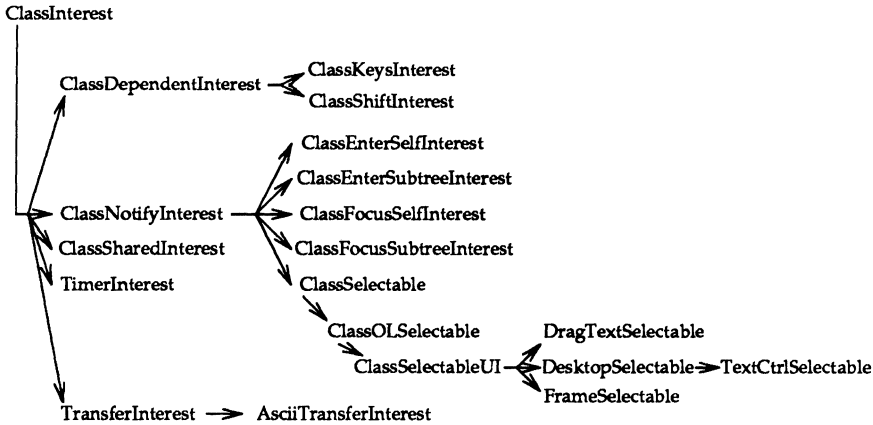 ClassInterest
ClassDependentInterest
ClassKeysInterest
ClassShiftInterest
ClassEnterSelfInterest
ClassEnterSubtreeInterest
ClassNotifyInterest
ClassFocusSelfInterest
ClassSharedInterest
ClassFocusSubtreeInterest
TimerInterest
ClassSelectable
ClassOLSelectable
DragTextSelectable
ClassSelectableUI
DesktopSelectable
TextCtrlSelectable
FrameSelectable
TransferInterest
AsciiTransferInterest